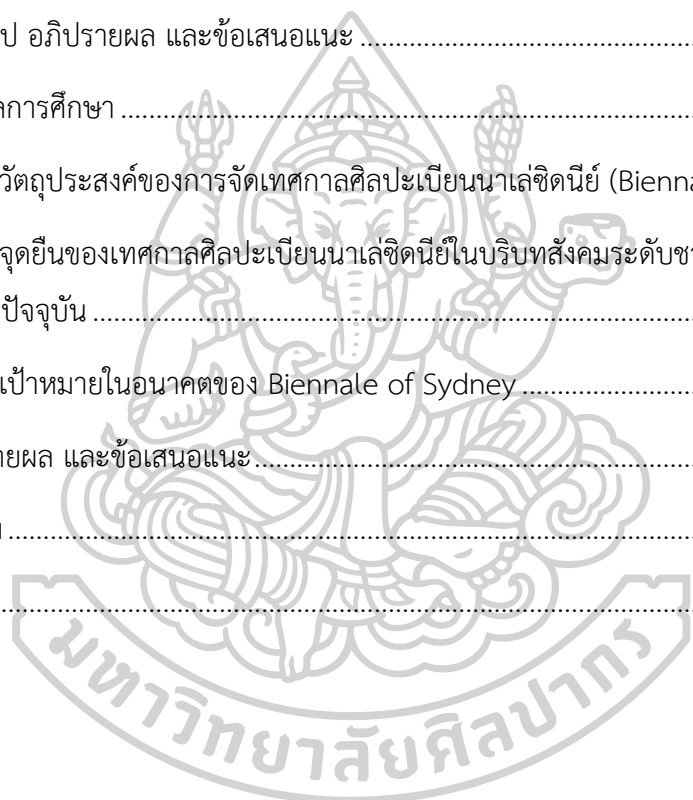 ป อภิปรายผล และข้อเสนอแนะ
ลการศึกษา
วัตถุประสงค์ของการจัดเทศกาลศิลปะเบียนนาเล่ซิดนีย์ (Bienna
จุดยืนของเทศกาลศิลปะเบียนนาเล่ซิดนีย์ในบริบทสังคมระดับชา
ปัจจุบัน
เป้าหมายในอนาคตของ Biennale of Sydney
ายผล และข้อเสนอแนะ
มหาวิทยาลัยศิลปากร